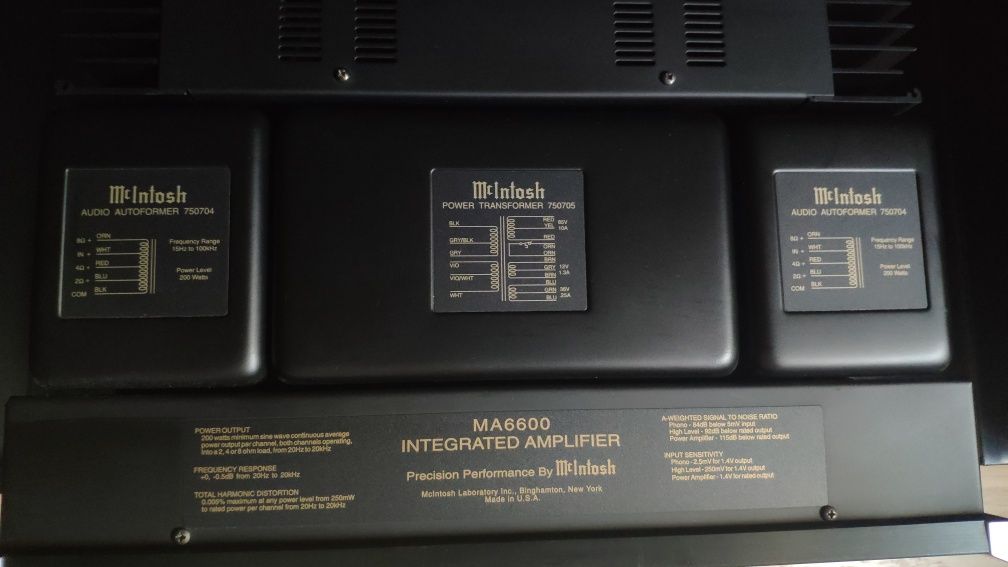 McIntosh
AUDIO AUTOFORMER 750704
8Ω + ORN
IN + WHT
4Ω + RED
2Ω + BLU
COM BLK
Frequency Range
15Hz to 100kHz
Power Level
200 Watts
McIntosh
POWER TRANSFORMER 750705
BLK
GRY/BLK
GRY
VIO
VIO/WHT
WHT
RED
YEL
65V
10A
RED
ORN
ORN
BRN
GRY
BRN
12V
1.3A
BLU
GRN
BLU
36V
.25A
McIntosh
AUDIO AUTOFORMER 750704
8Ω + ORN
IN + WHT
4Ω + RED
2Ω + BLU
COM BLK
Frequency Range
15Hz to 100kHz
Power Level
200 Watts
POWER OUTPUT
200 watts minimum sine wave continuous average
power output per channel, both channels operating,
into a 2, 4 or 8 ohm load, from 20Hz to 20kHz
FREQUENCY RESPONSE
+0, -0.5dB from 20Hz to 20kHz
TOTAL HARMONIC DISTORTION
0.005% maximum at any power level from 250mW
to rated power per channel from 20Hz to 20kHz
MA6600
INTEGRATED AMPLIFIER
Precision Performance By McIntosh
McIntosh Laboratory Inc., Binghamton, New York
Made in U.S.A.
A-WEIGHTED SIGNAL TO NOISE RATIO
Phono - 84dB below 5mV input
High Level - 92dB below rated output
Power Amplifier - 115dB below rated output
INPUT SENSITIVITY
Phono - 2.5mV for 1.4V output
High Level - 250mV for 1.4V output
Power Amplifier - 1.4V for rated output